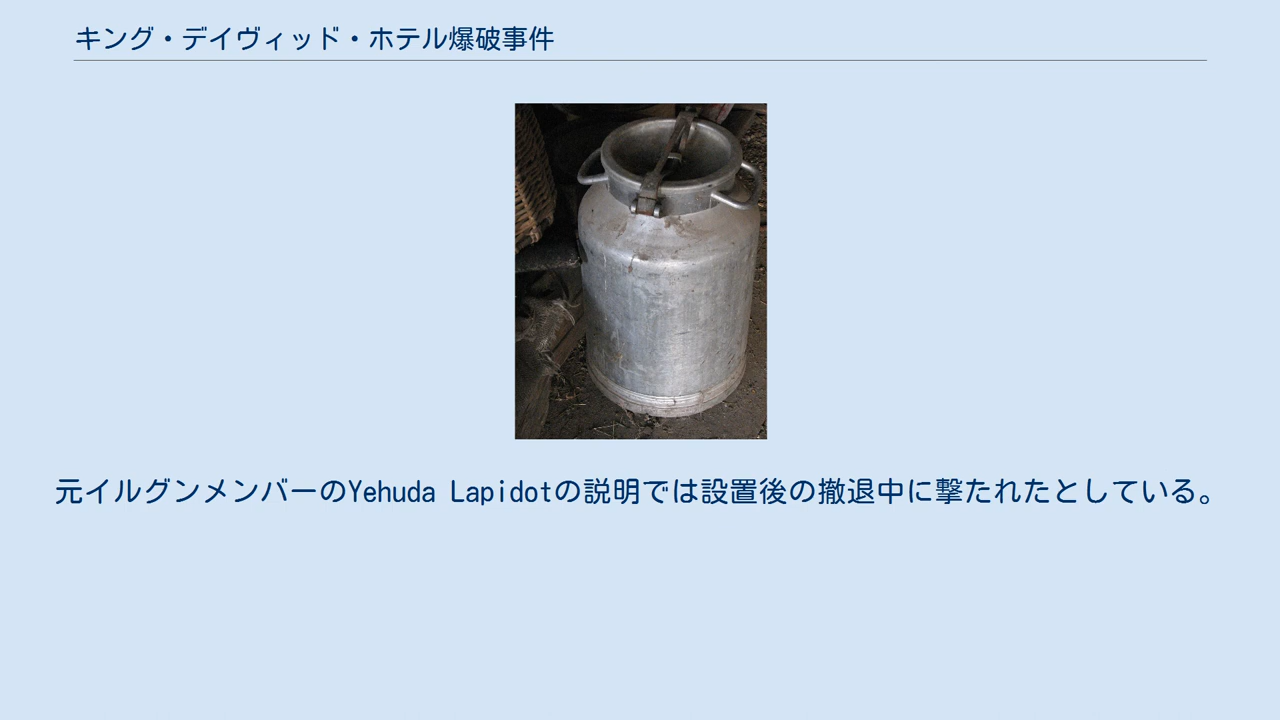 キング・デイヴィッド・ホテル爆破事件
元イルグンメンバーのYehuda Lapidotの説明では設置後の撤退中に撃たれたとしている。